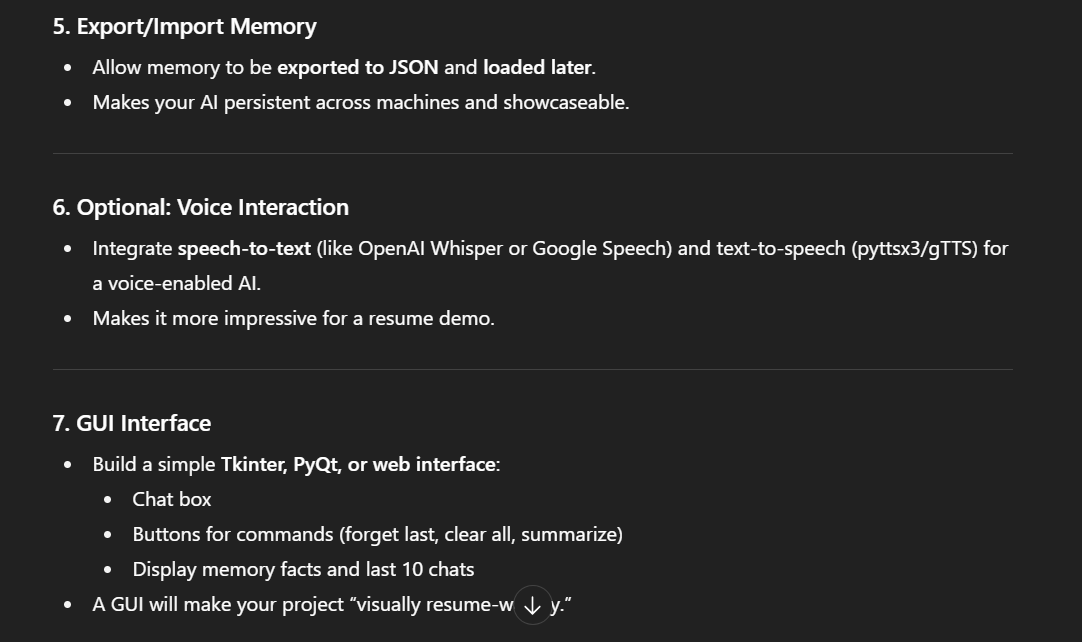 5. Export/Import Memory
• Allow memory to be exported to JSON and loaded later.
• Makes your AI persistent across machines and showcaseable.
6. Optional: Voice Interaction
• Integrate speech-to-text (like OpenAI Whisper or Google Speech) and text-to-speech (pyttsx3/gTTS) for
a voice-enabled AI.
• Makes it more impressive for a resume demo.
7. GUI Interface
• Build a simple Tkinter, PyQt, or web interface:
• Chat box
• Buttons for commands (forget last, clear all, summarize)
• Display memory facts and last 10 chats
• A GUI will make your project “visually resume-w y.”